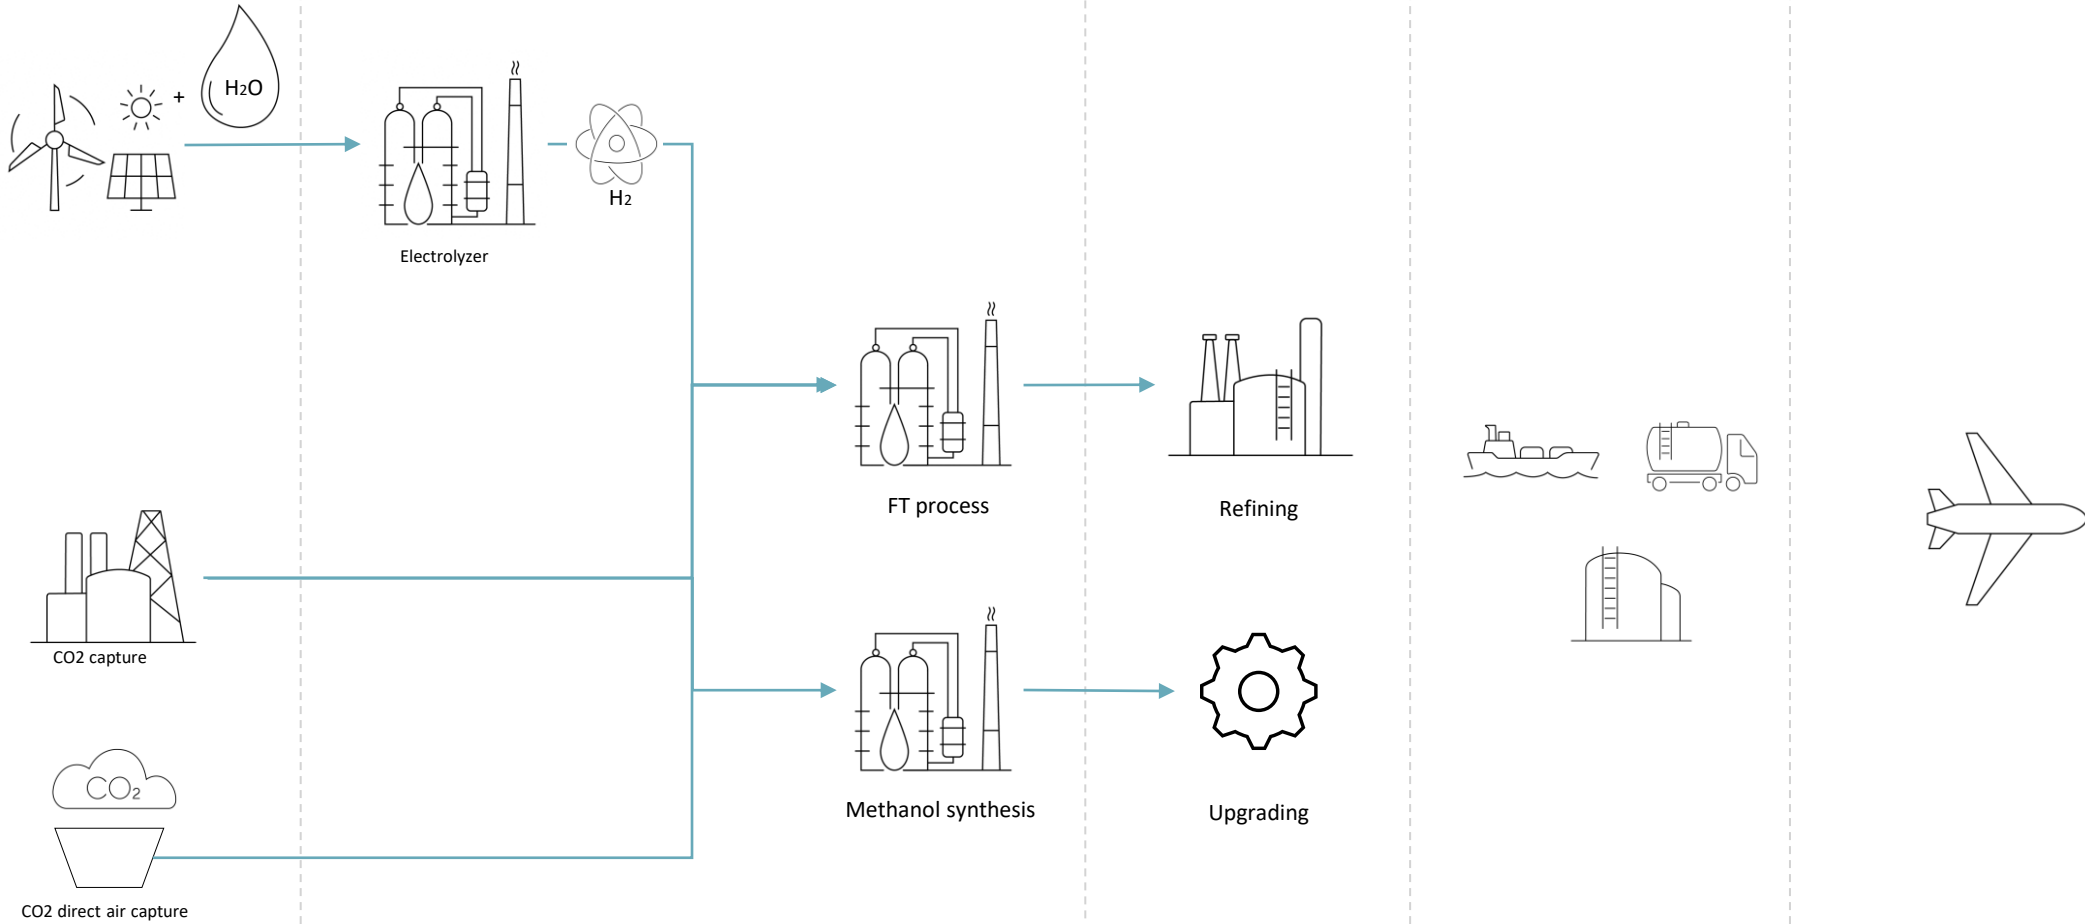 +
H2O
H2
Electrolyzer
FT process
Refining
CO2 capture
CO2
Methanol synthesis
Upgrading
CO2 direct air capture